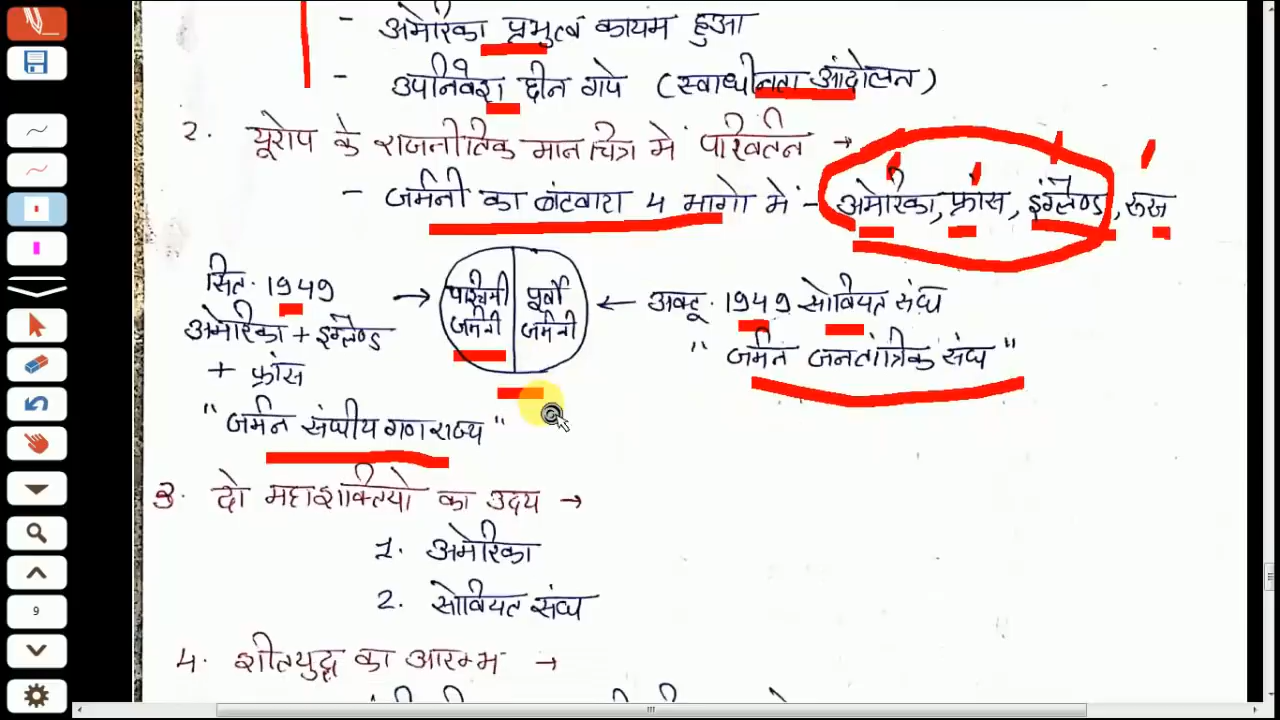 - अमेरिका प्रभुत्व कायम हुआ
- उपनिवेश छीन गये (स्वाधीनता आंदोलन)
2. यूरोप के राजनीतिक मानचित्र में परिवर्तन →
- जर्मनी का बंटवारा 4 भागो में - अमेरिका, फ्रांस, इंग्लैण्ड, रूस
सित. 1949
अमेरिका + इंग्लैण्ड
+ फ्रांस
"जर्मन संघीय गणराज्य"
→ पश्चिमी जर्मनी
पूर्वी जर्मनी
← अक्टू. 1949 सोवियत संघ
"जर्मन जनतांत्रिक संघ"
3. दो महाशक्तियो का उदय →
1. अमेरिका
2. सोवियत संघ
4. शीतयुद्ध का आरम्भ →
9